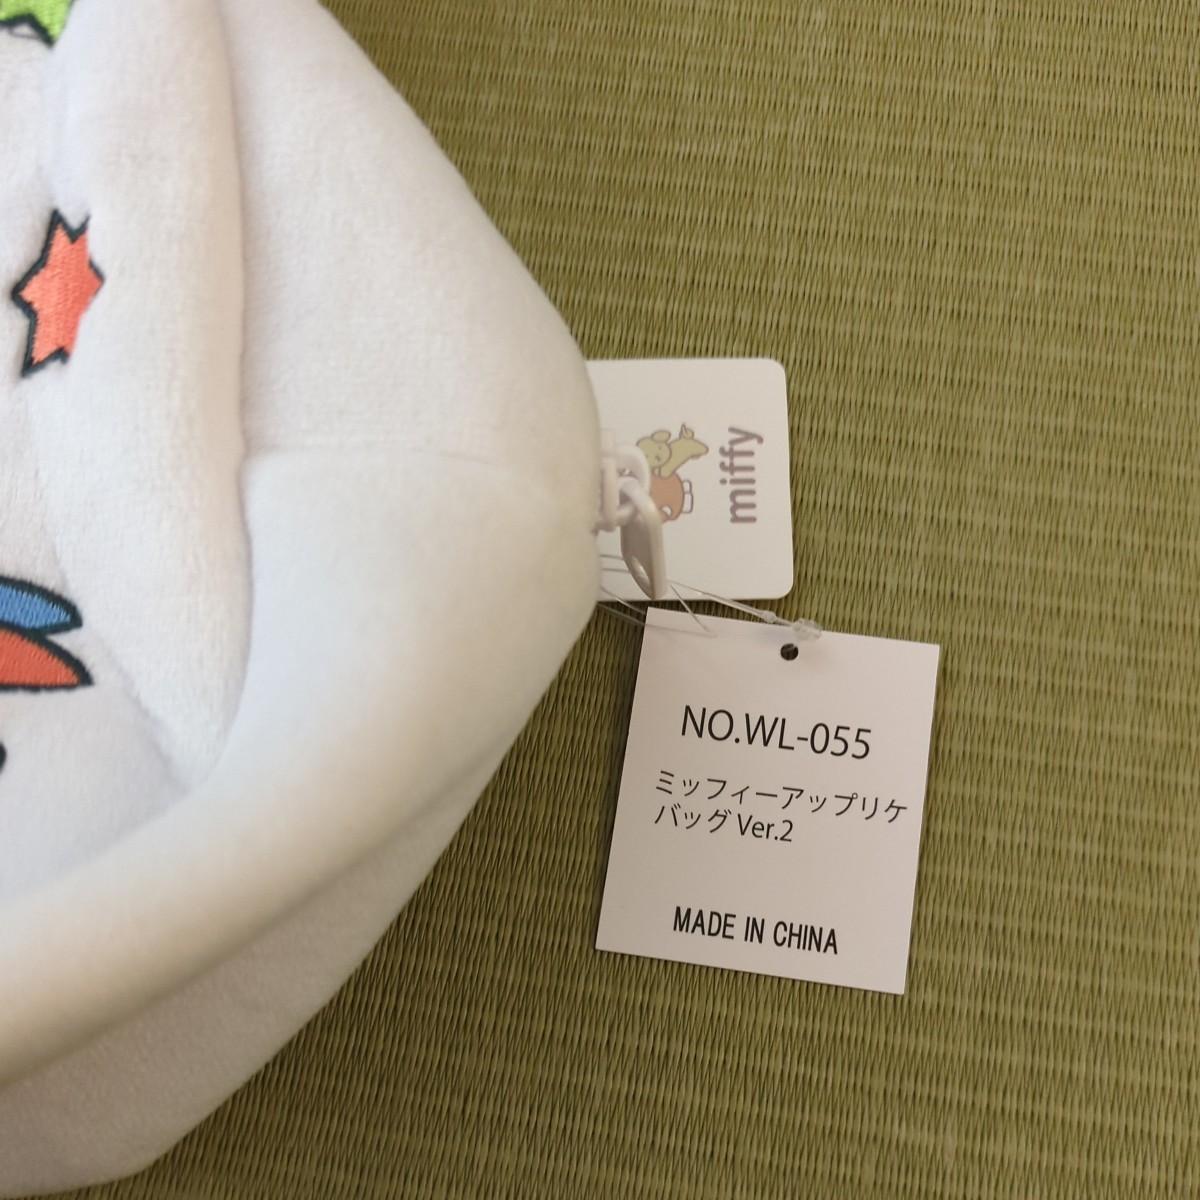 miffy
NO.WL-055
ミッフィーアップリケ
バッグ Ver.2
MADE IN CHINA